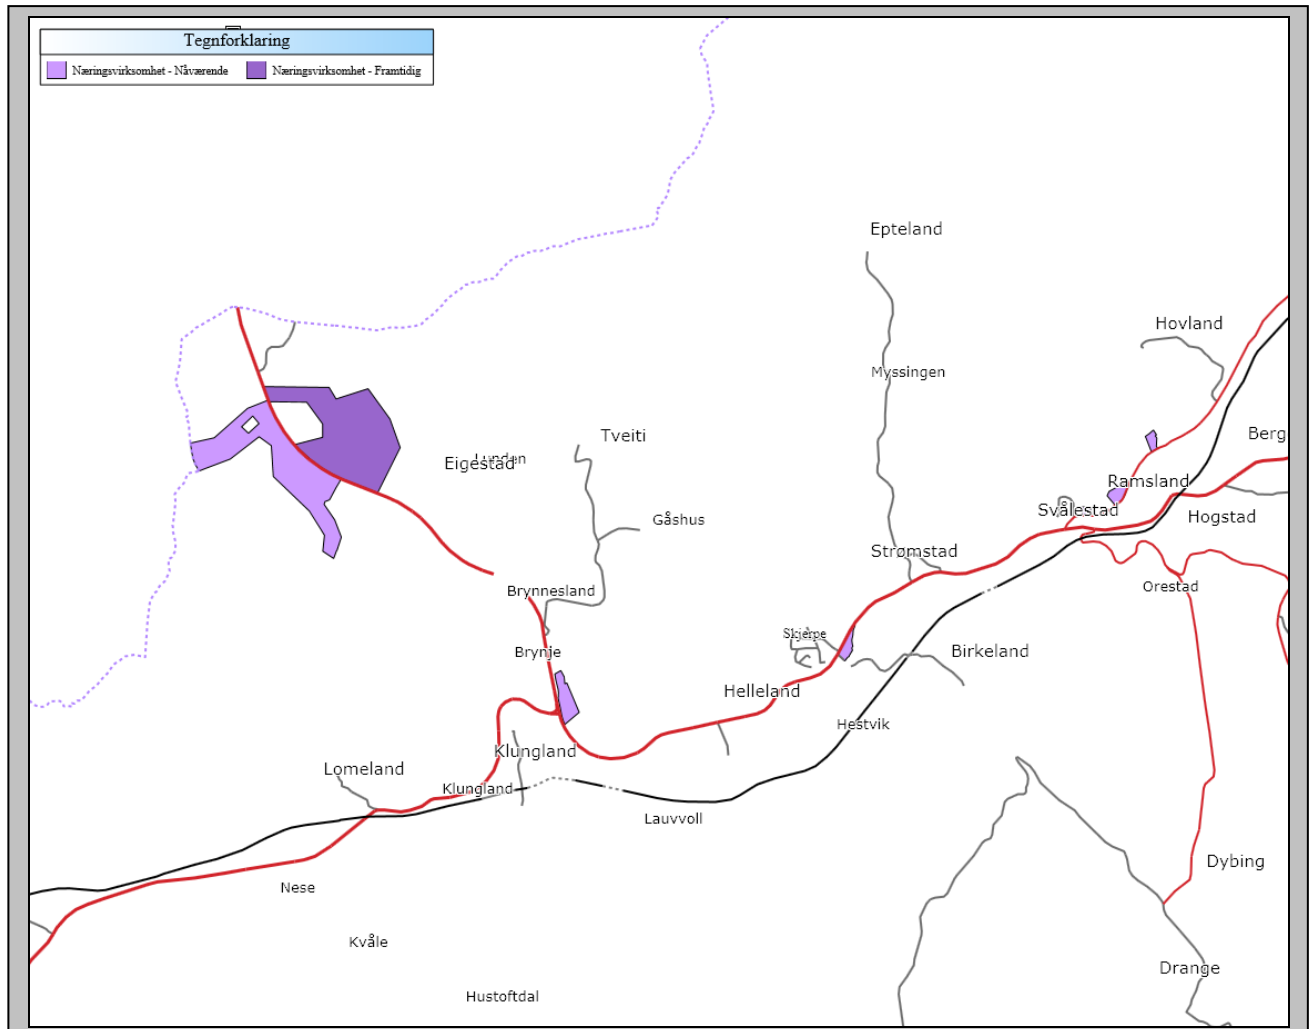 Tegnforklaring
Næringsvirksomhet - Nåværende Næringsvirksomhet - Framtidig
Epteland
Hovland
Myssingen
Tveiti
Berg
Lunden
Eigestad
Ramsland
Svålestad
Gåshus
Hogstad
Strømstad
Orestad
Brynnesland
Skjerpe
Brynje
Birkeland
Helleland
Hestvik
Klungland
Lomeland
Klungland
Lauvvoll
Dybing
Nese
Kvåle
Drange
Hustoftdal